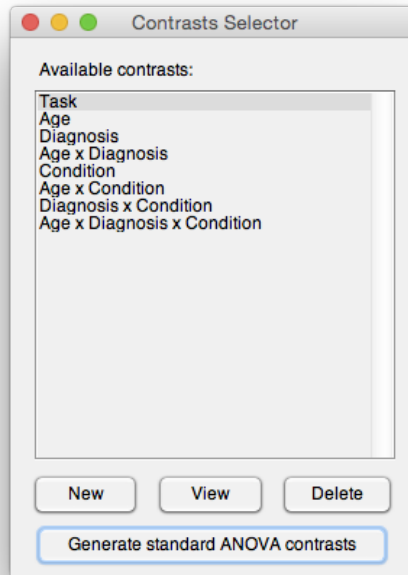 Contrasts Selector
Available contrasts:
Task
Age
Diagnosis
Age x Diagnosis
Condition
Age x Condition
Diagnosis x Condition
Age x Diagnosis x Condition
New View Delete
Generate standard ANOVA contrasts